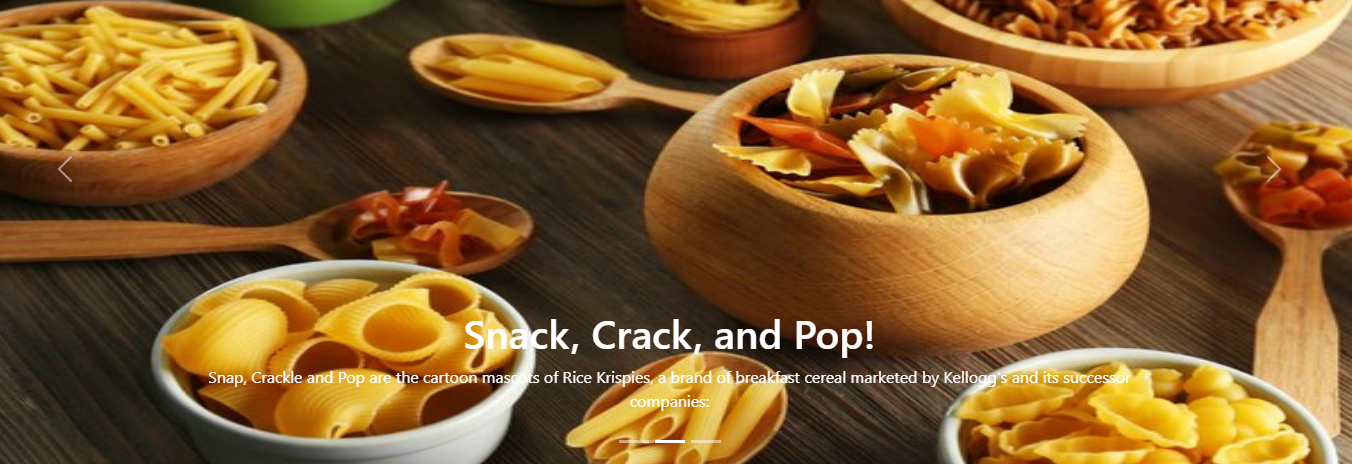 Snack, Crack, and Pop!
Snap, Crackle and Pop are the cartoon mascots of Rice Krispies, a brand of breakfast cereal marketed by Kellogg's and its successor
companies: